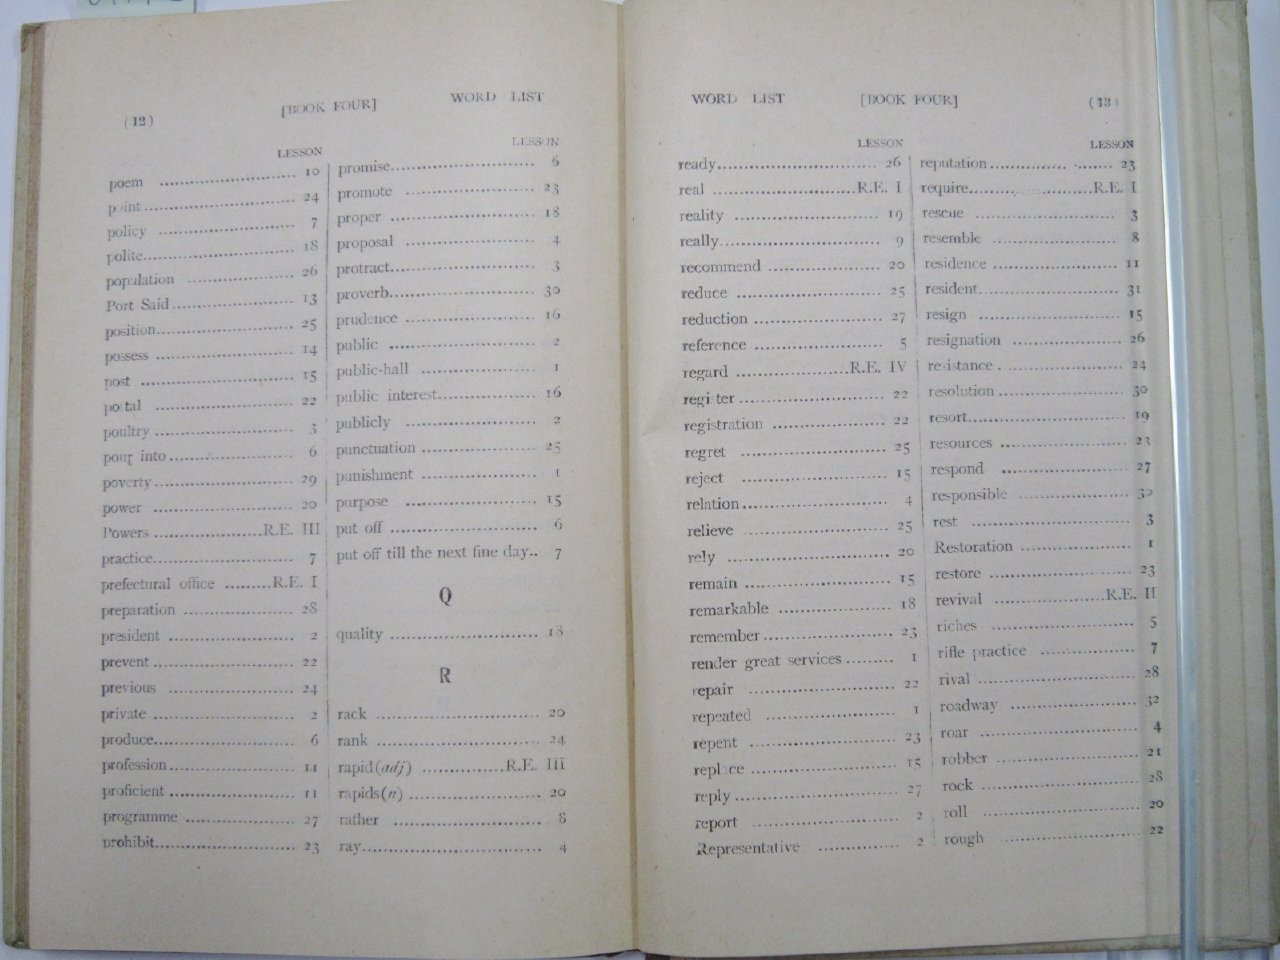 (12) [BOOK FOUR] WORD LIST
LESSON
poem 10
point 24
policy 7
polite 18
population 26
Port Said 13
position 25
possess 14
post 15
postal 22
poultry 3
pour into 6
poverty 29
power 20
Powers R.E. III
practice 7
prefectural office R.E. I
preparation 28
president 2
prevent 22
previous 24
private 2
produce 6
profession 11
proficient 11
programme 27
prohibit 23
LESSON
promise 6
promote 23
proper 18
proposal 4
protract 3
proverb 30
prudence 16
public 2
public-hall 1
public interest 16
publicly 2
punctuation 25
punishment 1
purpose 15
put off 6
put off till the next fine day.. 7
Q
quality 18
R
rack 20
rank 24
rapid(adj) R.E. III
rapids(n) 20
rather 8
ray 4
WORD LIST [BOOK FOUR] (13)
LESSON
ready 26
real R.E. I
reality 19
really 9
recommend 20
reduce 25
reduction 27
reference 5
regard R.E. IV
register 22
registration 22
regret 25
reject 15
relation 4
relieve 25
rely 20
remain 15
remarkable 18
remember 23
render great services 1
repair 22
repeated 1
repent 23
replace 15
reply 27
report 2
Representative 2
LESSON
reputation 23
require R.E. I
rescue 3
resemble 8
residence 11
resident 31
resign 15
resignation 26
resistance 24
resolution 30
resort 19
resources 23
respond 27
responsible 30
rest 3
Restoration 1
restore 23
revival R.E. II
riches 5
rifle practice 7
rival 28
roadway 32
roar 4
robber 21
rock 28
roll 20
rough 22